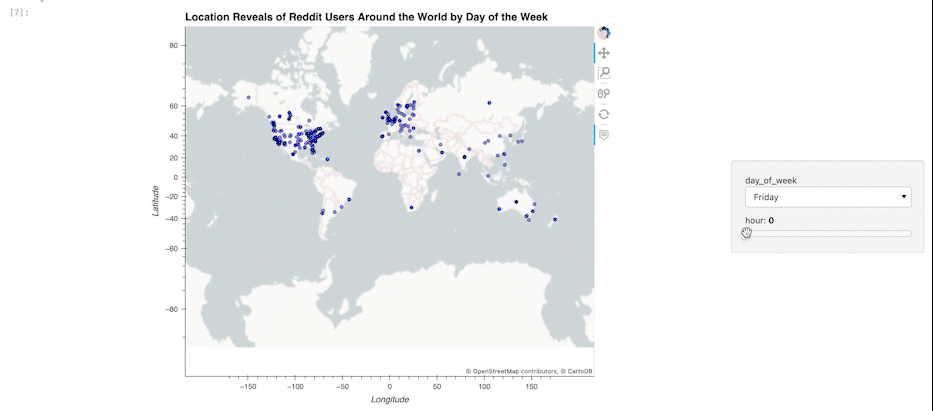 [7]:
Location Reveals of Reddit Users Around the World by Day of the Week
80
60
40
20
0
−20
−40
−60
−80
Latitude
© OpenStreetMap contributors, © CartoDB
−150 −100 −50 0 50 100 150
Longitude
day_of_week
Friday
hour: 0